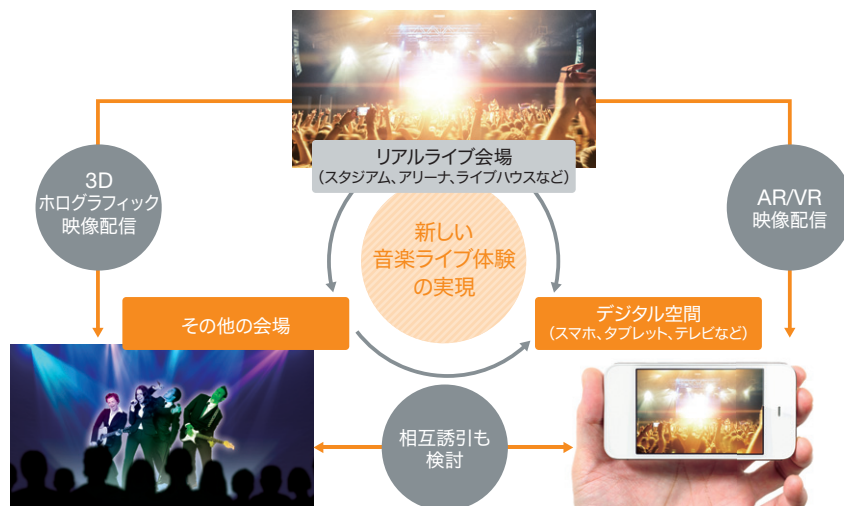 リアルライブ会場
（スタジアム、アリーナ、ライブハウスなど）
3D
ホログラフィック
映像配信
AR/VR
映像配信
新しい
音楽ライブ体験
の実現
その他の会場
デジタル空間
（スマホ、タブレット、テレビなど）
相互誘引も
検討